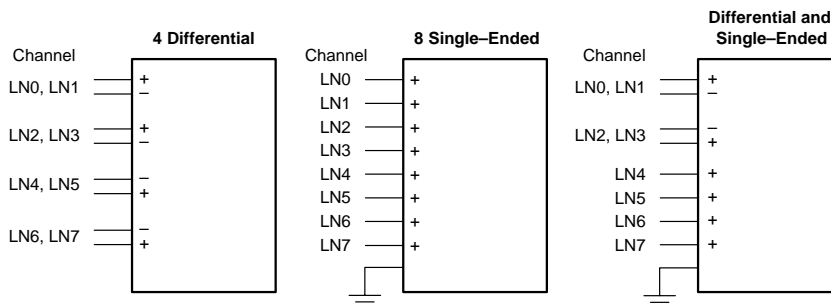 4 Differential
Channel
LN0, LN1
+
–
LN2, LN3
+
–
LN4, LN5
–
+
LN6, LN7
–
+
8 Single–Ended
Channel
LN0
+
LN1
+
LN2
+
LN3
+
LN4
+
LN5
+
LN6
+
LN7
+
Differential and
Single–Ended
Channel
LN0, LN1
+
–
LN2, LN3
–
+
LN4
+
LN5
+
LN6
+
LN7
+